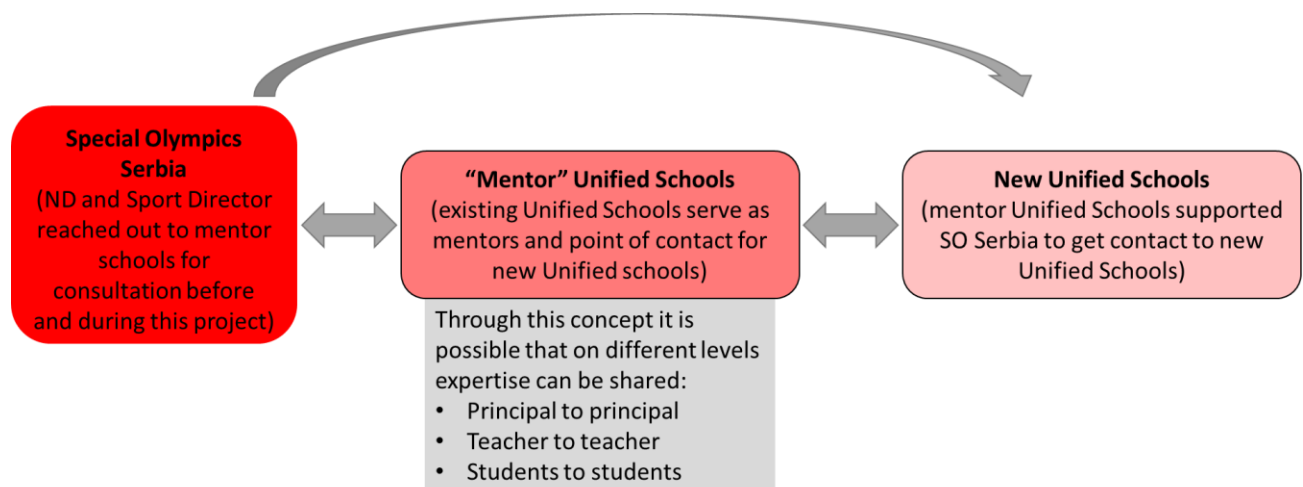 Special Olympics
Serbia
(ND and Sport Director
reached out to mentor
schools for
consultation before
and during this project)
“Mentor” Unified Schools
(existing Unified Schools serve as
mentors and point of contact for
new Unified schools)
Through this concept it is
possible that on different levels
expertise can be shared:
• Principal to principal
• Teacher to teacher
• Students to students
New Unified Schools
(mentor Unified Schools supported
SO Serbia to get contact to new
Unified Schools)